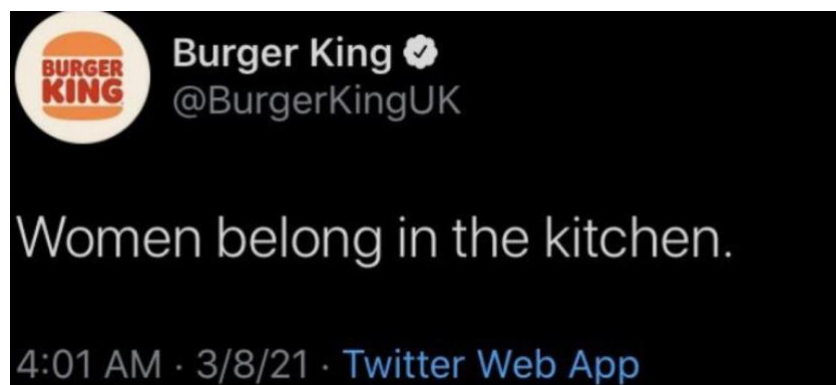 BURGER
KING
Burger King
@BurgerKingUK
Women belong in the kitchen.
4:01 AM · 3/8/21 · Twitter Web App